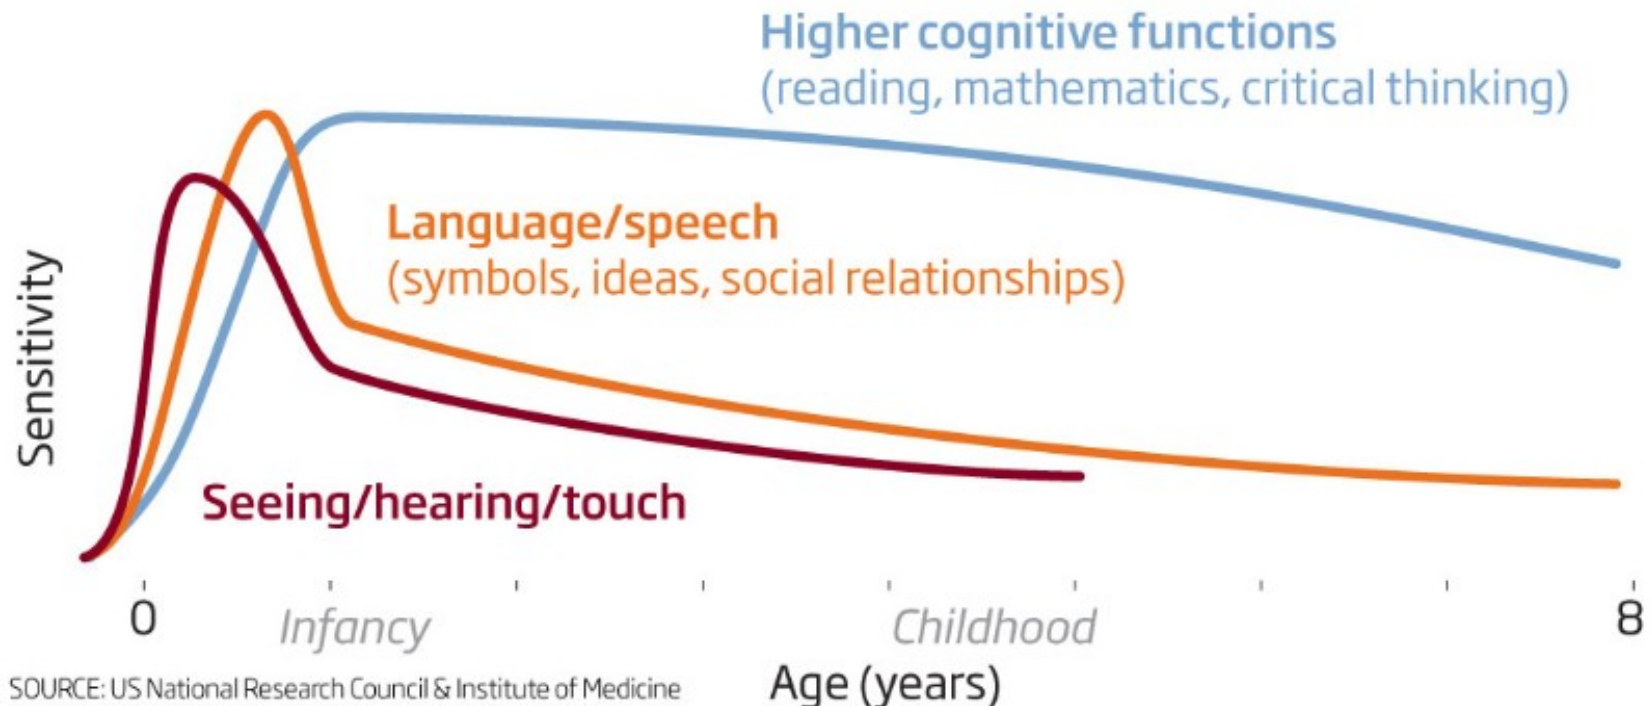 Higher cognitive functions
(reading, mathematics, critical thinking)
Language/speech
(symbols, ideas, social relationships)
Sensitivity
Seeing/hearing/touch
0
Infancy
Childhood
8
Age (years)
SOURCE: US National Research Council & Institute of Medicine